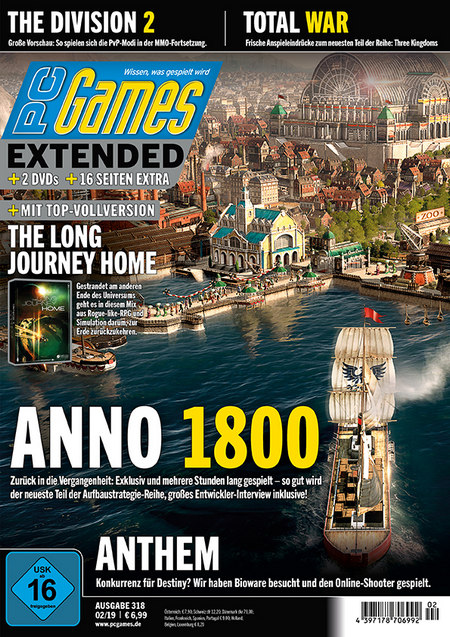 THE DIVISION 2
Große Vorschau: So spielen sich die PvP-Modi in der MMO-Fortsetzung.
TOTAL WAR
Frische Anspieleindrücke zum neuesten Teil der Reihe: Three Kingdoms
Wissen, was gespielt wird
PC Games
EXTENDED
+ 2 DVDs + 16 SEITEN EXTRA
+ MIT TOP-VOLLVERSION
THE LONG
JOURNEY HOME
Gestrandet am anderen
Ende des Universums
geht es in diesem Mix
aus Rogue-like-RPG und
Simulation darum, zur
Erde zurückzukehren.
HOME
ZOO
ANNO 1800
Zurück in die Vergangenheit: Exklusiv und mehrere Stunden lang gespielt – so gut wird
der neueste Teil der Aufbaustrategie-Reihe, großes Entwickler-Interview inklusive!
ANTHEM
Konkurrenz für Destiny? Wir haben Bioware besucht und den Online-Shooter gespielt.
USK
ab
16
freigegeben
AUSGABE 318
02/19 | € 6,99
www.pcgames.de
02
4 397178 706992